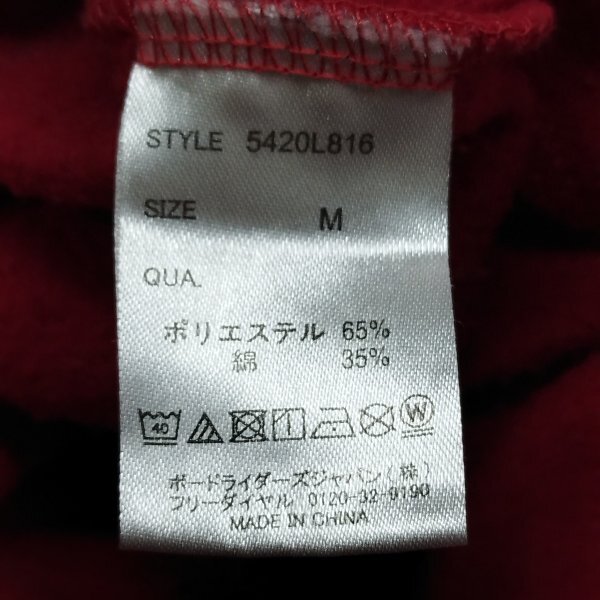 STYLE 5420L816
SIZE M
QUA.
ポリエステル 65%
綿 35%
40 W
ボードライダーズジャパン(株)
フリーダイヤル 0120-32-9190
MADE IN CHINA